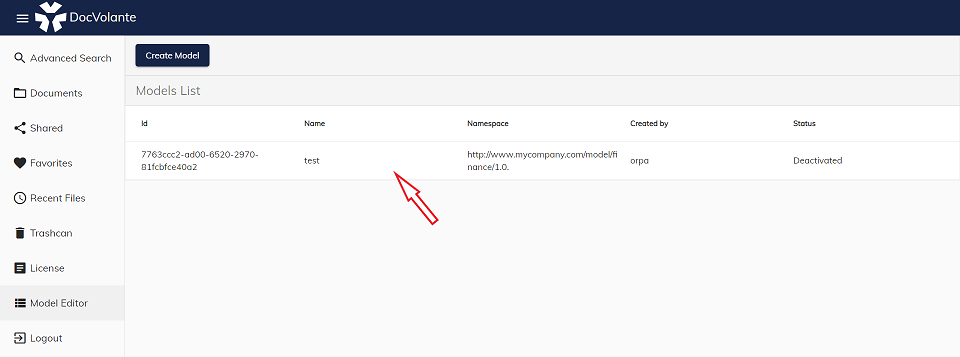 DocVolante
Advanced Search
Documents
Shared
Favorites
Recent Files
Trashcan
License
Model Editor
Logout
Create Model
Models List
Id Name Namespace Created by Status
7763ccc2-ad00-6520-2970-
81fcbfce40a2
test
http://www.mycompany.com/model/fi
nance/1.0.
orpa
Deactivated